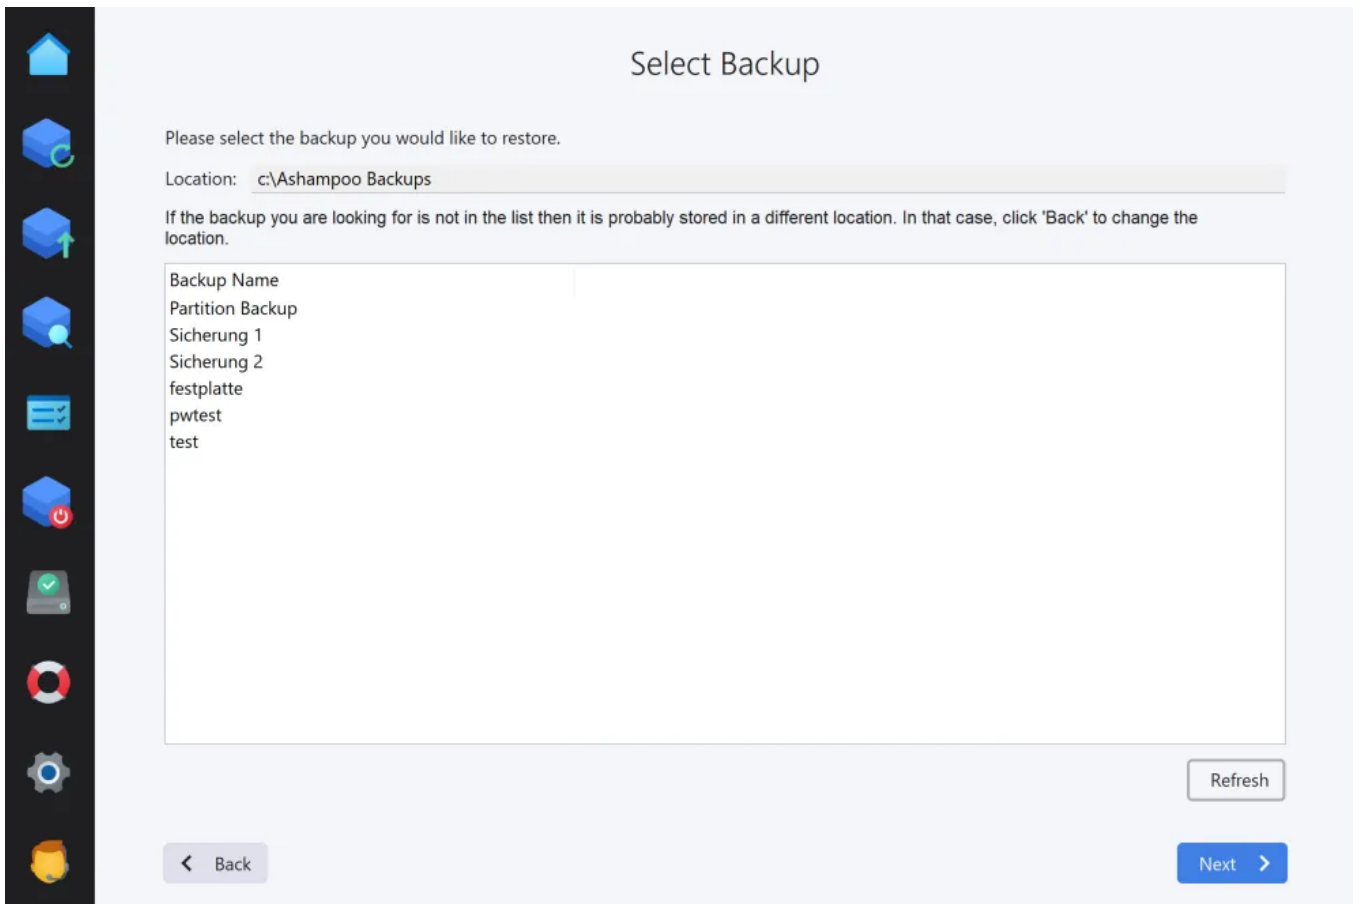 Select Backup
Please select the backup you would like to restore.
Location: c:\Ashampoo Backups
If the backup you are looking for is not in the list then it is probably stored in a different location. In that case, click 'Back' to change the
location.
Backup Name
Partition Backup
Sicherung 1
Sicherung 2
festplatte
pwtest
test
Refresh
Back
Next